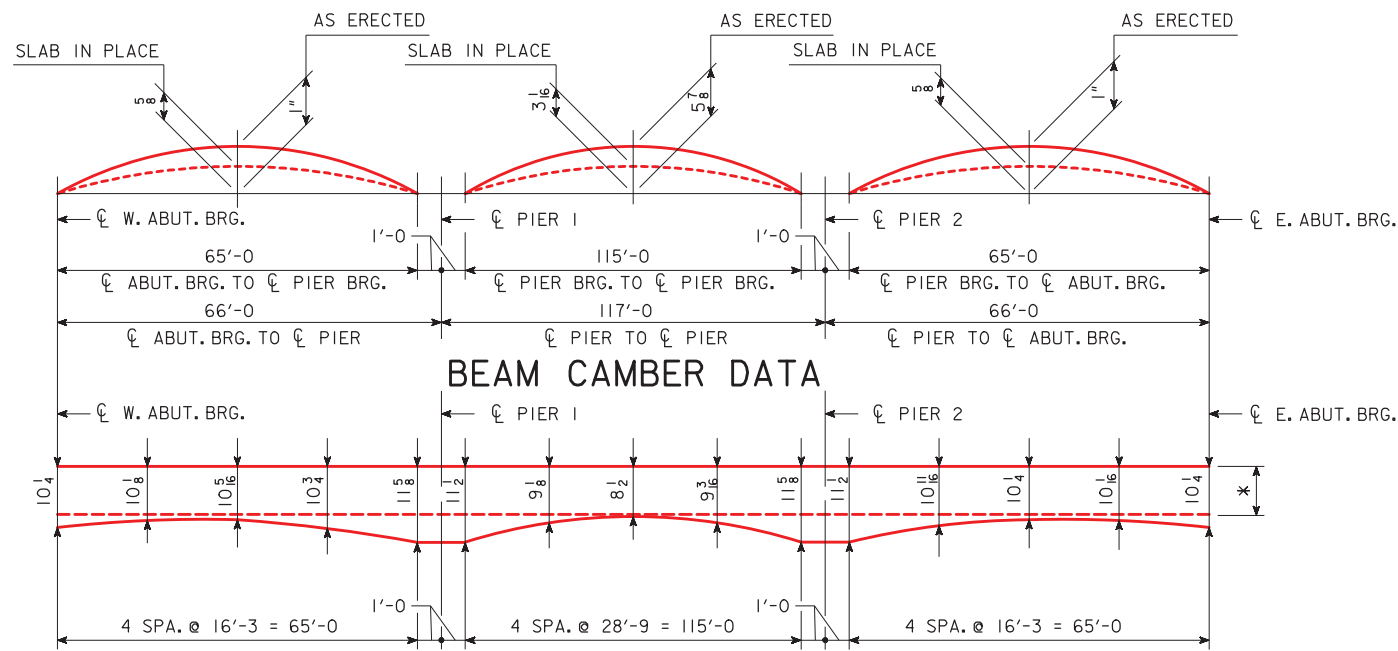 AS ERECTED AS ERECTED AS ERECTED
SLAB IN PLACE SLAB IN PLACE SLAB IN PLACE
5/8 1" 3 1/16 5 7/8 5/8 1"
℄ W. ABUT. BRG. ℄ PIER 1 ℄ PIER 2 ℄ E. ABUT. BRG.
1'-0 1'-0
65'-0 115'-0 65'-0
℄ ABUT. BRG. TO ℄ PIER BRG. ℄ PIER BRG. TO ℄ PIER BRG. ℄ PIER BRG. TO ℄ ABUT. BRG.
66'-0 117'-0 66'-0
℄ ABUT. BRG. TO ℄ PIER ℄ PIER TO ℄ PIER ℄ PIER TO ℄ ABUT. BRG.
BEAM CAMBER DATA
℄ W. ABUT. BRG. ℄ PIER 1 ℄ PIER 2 ℄ E. ABUT. BRG.
10 1/4 10 1/8 10 5/16 10 3/4 11 5/8 11 1/2 9 1/8 8 1/2 9 3/16 11 5/8 11 1/2 10 11/16 10 1/4 10 1/16 10 1/4 *
1'-0 1'-0
4 SPA. @ 16'-3 = 65'-0 4 SPA. @ 28'-9 = 115'-0 4 SPA. @ 16'-3 = 65'-0